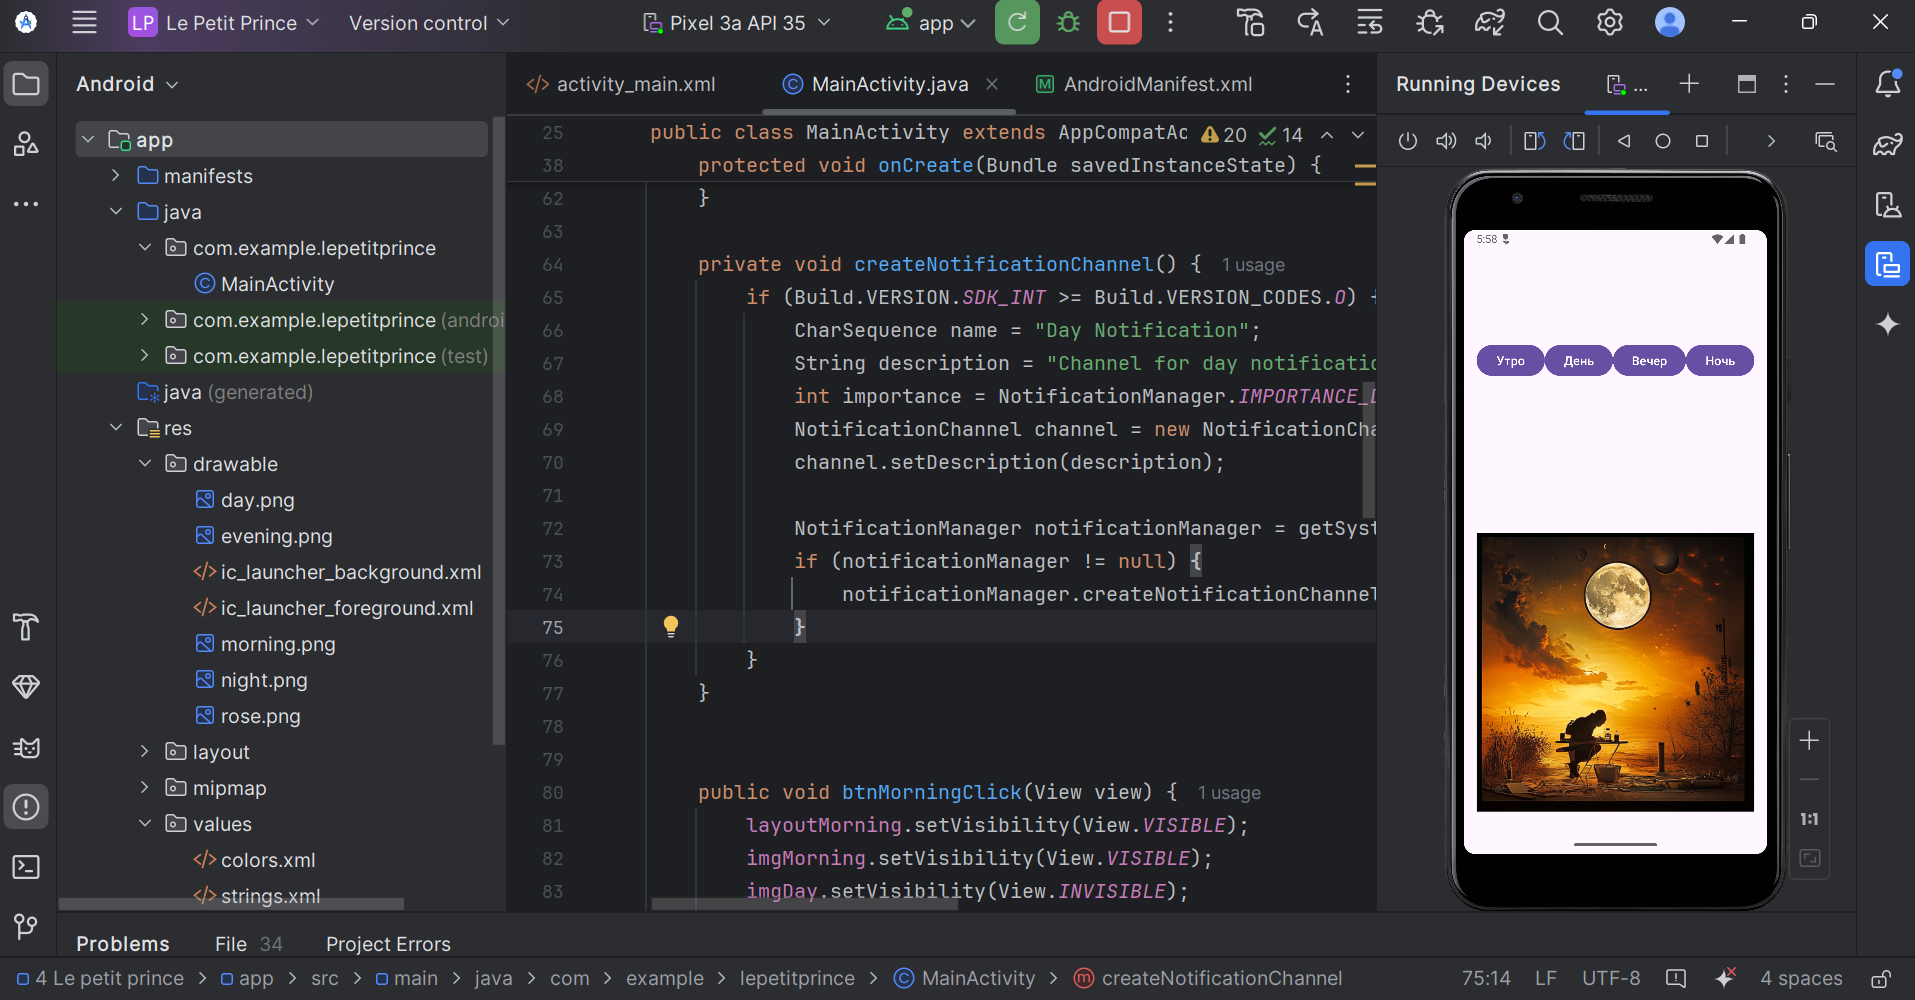 LP Le Petit Prince Version control Pixel 3a API 35 app
Android
app
manifests
java
com.example.lepetitprince
MainActivity
com.example.lepetitprince (androi
com.example.lepetitprince (test)
java (generated)
res
drawable
day.png
evening.png
ic_launcher_background.xml
ic_launcher_foreground.xml
morning.png
night.png
rose.png
layout
mipmap
values
colors.xml
strings.xml
activity_main.xml MainActivity.java AndroidManifest.xml
25 public class MainActivity extends AppCompatAc 20 14
38 protected void onCreate(Bundle savedInstanceState) {
62 }
63
64 private void createNotificationChannel() { 1 usage
65 if (Build.VERSION.SDK_INT >= Build.VERSION_CODES.O) {
66 CharSequence name = "Day Notification";
67 String description = "Channel for day notificatio
68 int importance = NotificationManager.IMPORTANCE_D
69 NotificationChannel channel = new NotificationCha
70 channel.setDescription(description);
71
72 NotificationManager notificationManager = getSyst
73 if (notificationManager != null) {
74 notificationManager.createNotificationChannel
75 }
76 }
77 }
78
79
80 public void btnMorningClick(View view) { 1 usage
81 layoutMorning.setVisibility(View.VISIBLE);
82 imgMorning.setVisibility(View.VISIBLE);
83 imgDay.setVisibility(View.INVISIBLE);
Running Devices ...
5:58
Утро День Вечер Ночь
1:1
Problems File 34 Project Errors
4 Le petit prince > app > src > main > java > com > example > lepetitprince > MainActivity > createNotificationChannel 75:14 LF UTF-8 4 spaces